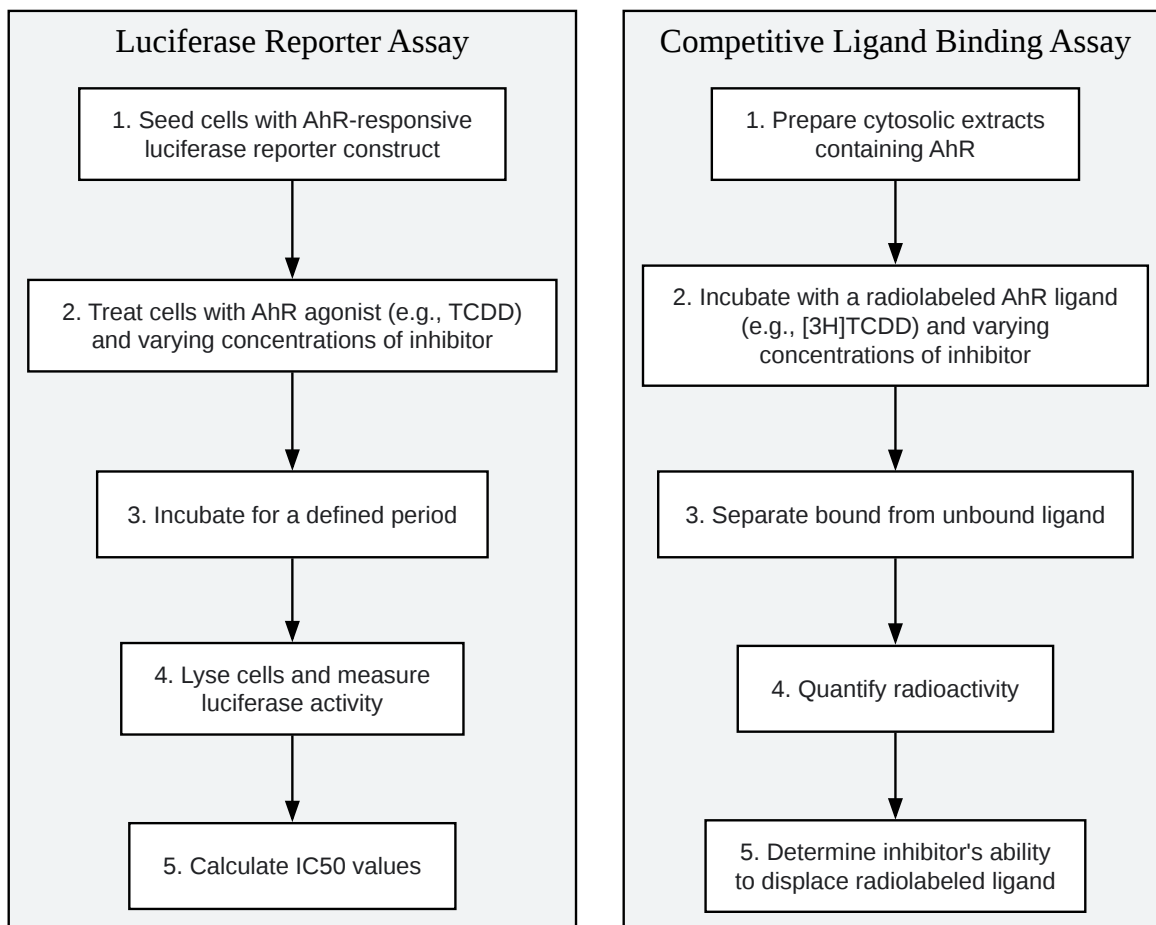 Luciferase Reporter Assay
1. Seed cells with AhR-responsive
luciferase reporter construct
2. Treat cells with AhR agonist (e.g., TCDD)
and varying concentrations of inhibitor
3. Incubate for a defined period
4. Lyse cells and measure
luciferase activity
5. Calculate IC50 values
Competitive Ligand Binding Assay
1. Prepare cytosolic extracts
containing AhR
2. Incubate with a radiolabeled AhR ligand
(e.g., [3H]TCDD) and varying
concentrations of inhibitor
3. Separate bound from unbound ligand
4. Quantify radioactivity
5. Determine inhibitor's ability
to displace radiolabeled ligand